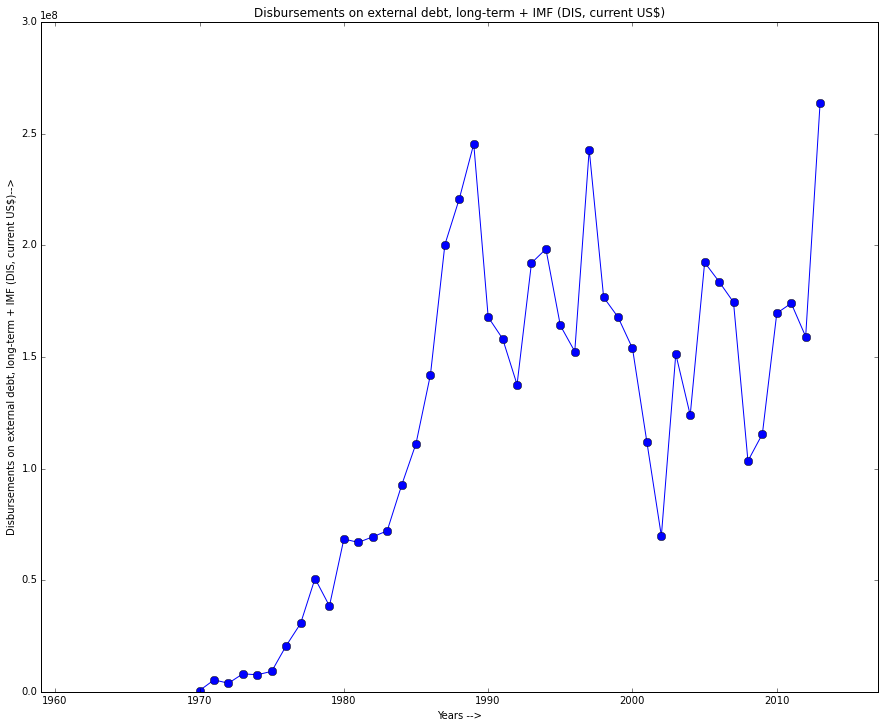 Disbursements on external debt, long-term + IMF (DIS, current US$)
1e8
3.0
2.5
2.0
1.5
1.0
0.5
0.0
Disbursements on external debt, long-term + IMF (DIS, current US$)-->
1960 1970 1980 1990 2000 2010
Years -->